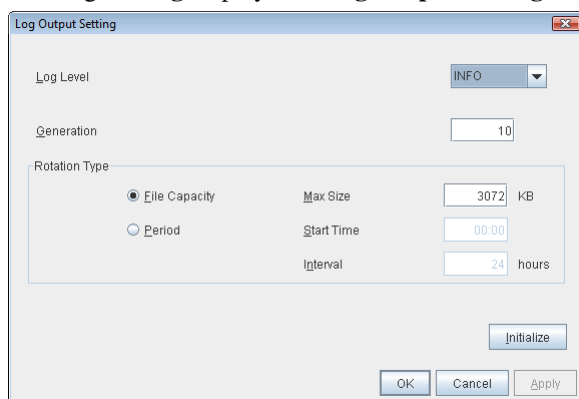 Log Output Setting
Log Level
INFO
Generation
10
Rotation Type
File Capacity
Max Size
3072 KB
Period
Start Time
00:00
Interval
24 hours
Initialize
OK
Cancel
Apply